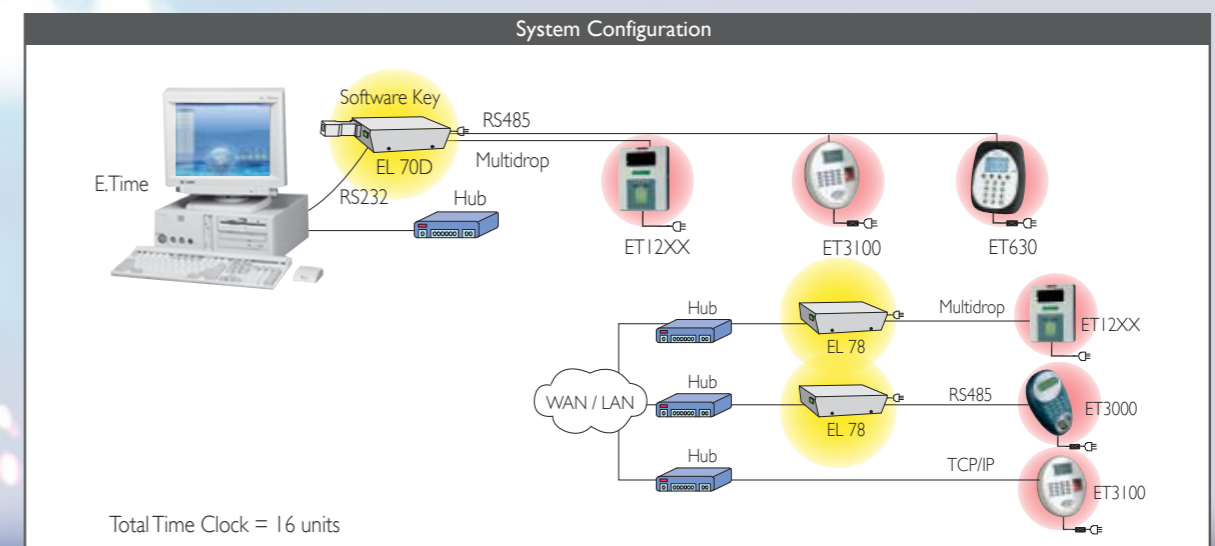 System Configuration
Software Key
RS485
EL 70D
Multidrop
E.Time
RS232
Hub
ET12XX
ET3100
ET630
Hub
Multidrop
ET12XX
EL 78
WAN / LAN
Hub
RS485
ET3000
EL 78
Hub
TCP/IP
ET3100
Total Time Clock = 16 units